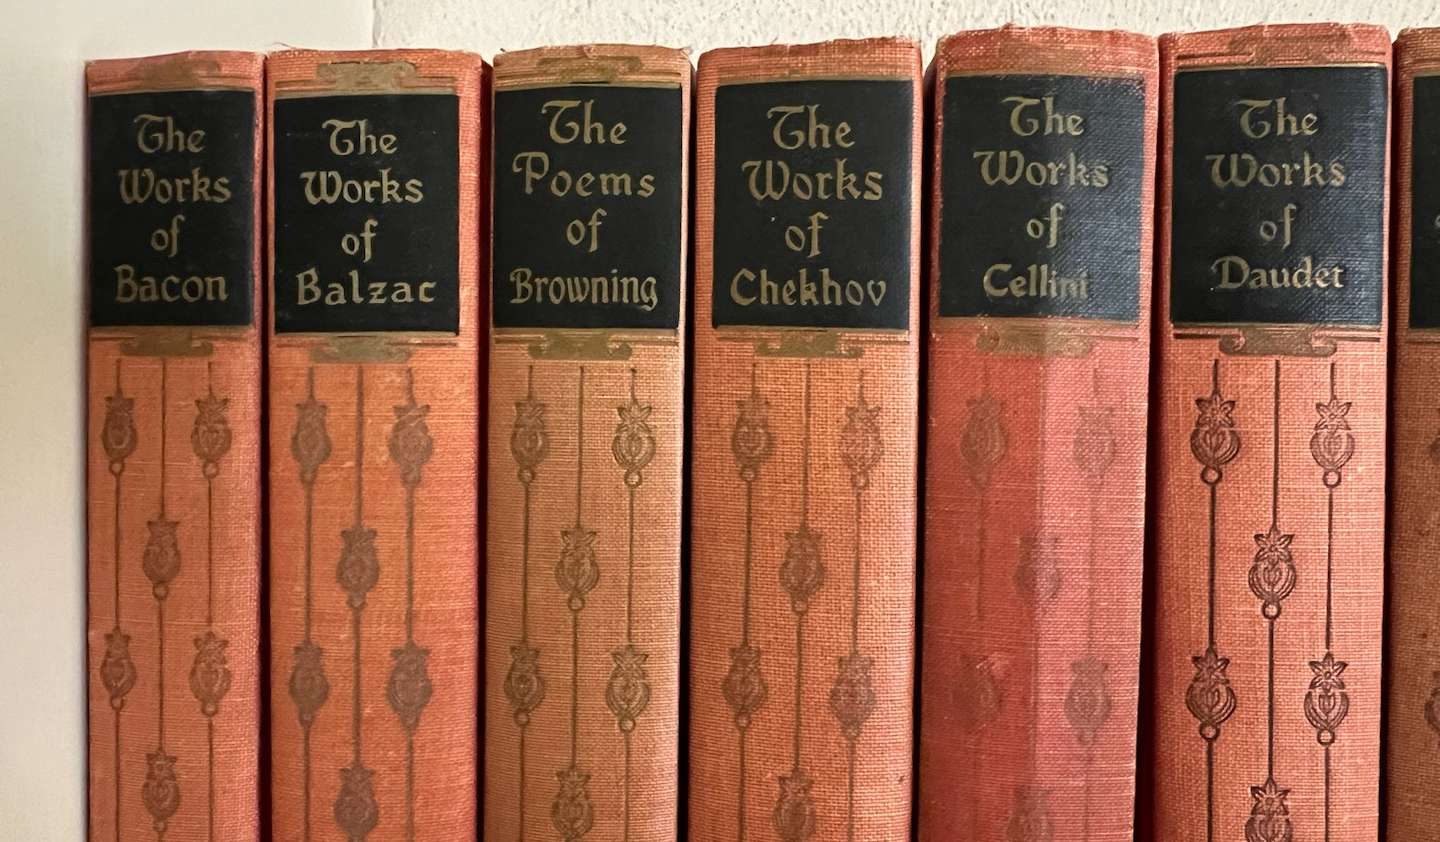 The
Works
of
Bacon
The
Works
of
Balzac
The
Poems
of
Browning
The
Works
of
Chekhov
The
Works
of
Cellini
The
Works
of
Daudet